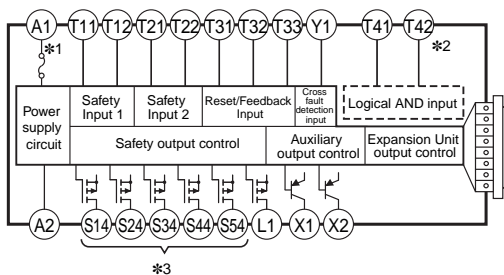 A1 T11 T12 T21 T22 T31 T32 T33 Y1 T41 T42
*1
*2
Power
supply
circuit
Safety
Input 1
Safety
Input 2
Reset/Feedback
Input
Cross
fault
detection
input
Logical AND input
Safety output control
Auxiliary
output control
Expansion Unit
output control
A2 S14 S24 S34 S44 S54 L1 X1 X2
*3